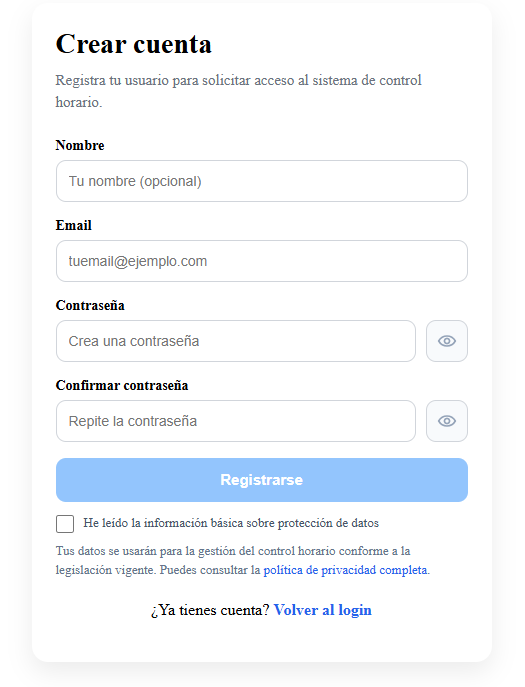 Crear cuenta
Registra tu usuario para solicitar acceso al sistema de control
horario.
Nombre
Tu nombre (opcional)
Email
tuemail@ejemplo.com
Contraseña
Crea una contraseña
Confirmar contraseña
Repite la contraseña
Registrarse
He leído la información básica sobre protección de datos
Tus datos se usarán para la gestión del control horario conforme a la
legislación vigente. Puedes consultar la política de privacidad completa.
¿Ya tienes cuenta? Volver al login